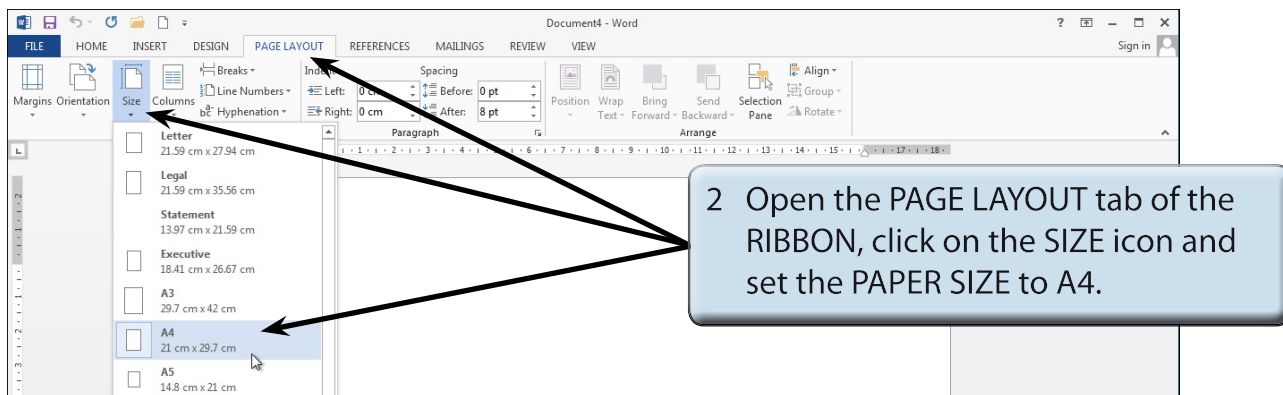 Document4 - Word
FILE HOME INSERT DESIGN PAGE LAYOUT REFERENCES MAILINGS REVIEW VIEW Sign in
Margins Orientation Size Columns
Breaks
Line Numbers
Hyphenation
Left: 0 cm
Right: 0 cm
Spacing
Before: 0 pt
After: 8 pt
Paragraph
Position Wrap Text Bring Forward Send Backward Selection Pane
Align
Group
Rotate
Arrange
Letter
21.59 cm x 27.94 cm
Legal
21.59 cm x 35.56 cm
Statement
13.97 cm x 21.59 cm
Executive
18.41 cm x 26.67 cm
A3
29.7 cm x 42 cm
A4
21 cm x 29.7 cm
A5
14.8 cm x 21 cm
2 Open the PAGE LAYOUT tab of the
RIBBON, click on the SIZE icon and
set the PAPER SIZE to A4.